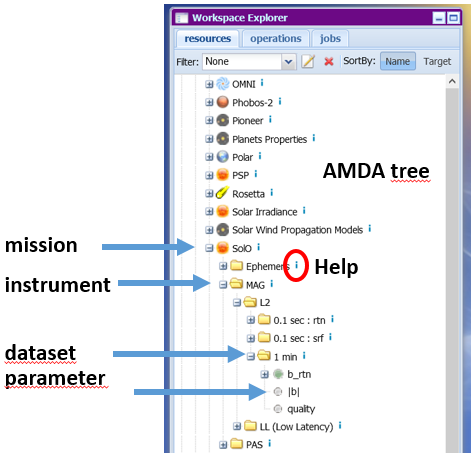 Workspace Explorer
resources operations jobs
Filter: None SortBy: Name Target
OMNI i
Phobos-2 i
Pioneer i
Planets Properties i
Polar i
PSP i
AMDA tree
Rosetta i
Solar Irradiance i
Solar Wind Propagation Models i
mission
SolO i
Ephemeris i
Help
instrument
MAG i
L2
0.1 sec : rtn i
0.1 sec : srf i
dataset
1 min i
parameter
b_rtn i
|b|
quality
LL (Low Latency) i
PAS i